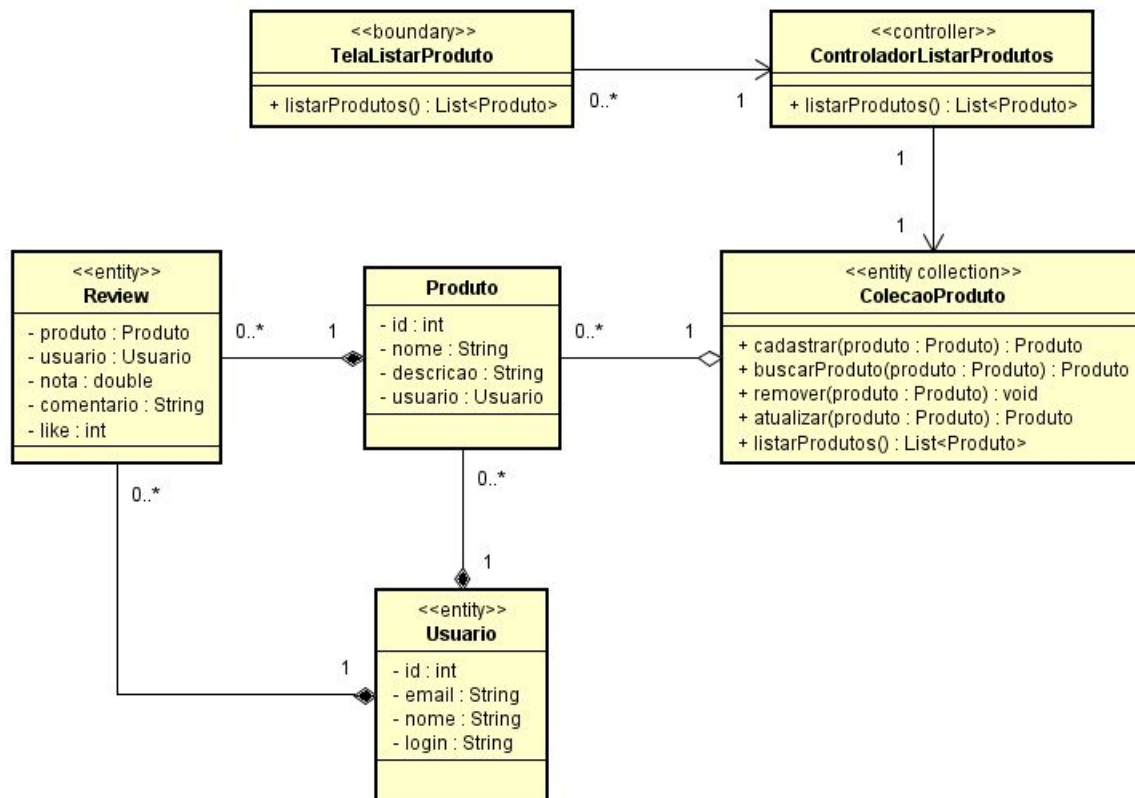 <<boundary>>
TelaListarProduto
+ listarProdutos() : List<Produto>
0..*
1
<<controller>>
ControladorListarProdutos
+ listarProdutos() : List<Produto>
1
1
<<entity>>
Review
- produto : Produto
- usuario : Usuario
- nota : double
- comentario : String
- like : int
0..*
1
Produto
- id : int
- nome : String
- descricao : String
- usuario : Usuario
0..*
1
<<entity collection>>
ColecaoProduto
+ cadastrar(produto : Produto) : Produto
+ buscarProduto(produto : Produto) : Produto
+ remover(produto : Produto) : void
+ atualizar(produto : Produto) : Produto
+ listarProdutos() : List<Produto>
0..*
0..*
1
1
<<entity>>
Usuario
- id : int
- email : String
- nome : String
- login : String